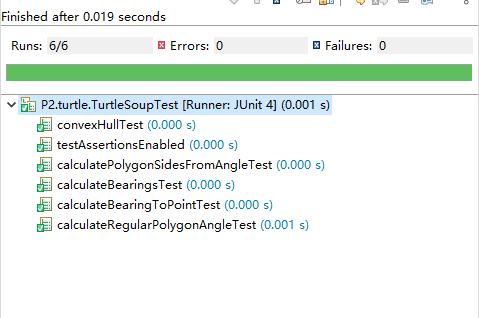 Finished after 0.019 seconds
Runs: 6/6 Errors: 0 Failures: 0
P2.turtle.TurtleSoupTest [Runner: JUnit 4] (0.001 s)
convexHullTest (0.000 s)
testAssertionsEnabled (0.000 s)
calculatePolygonSidesFromAngleTest (0.000 s)
calculateBearingsTest (0.000 s)
calculateBearingToPointTest (0.000 s)
calculateRegularPolygonAngleTest (0.001 s)